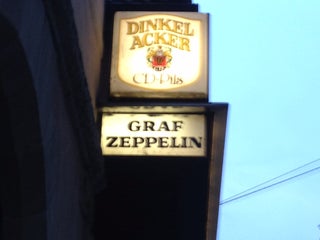 DINKEL
ACKER
CD-Pils
GRAF
ZEPPELIN